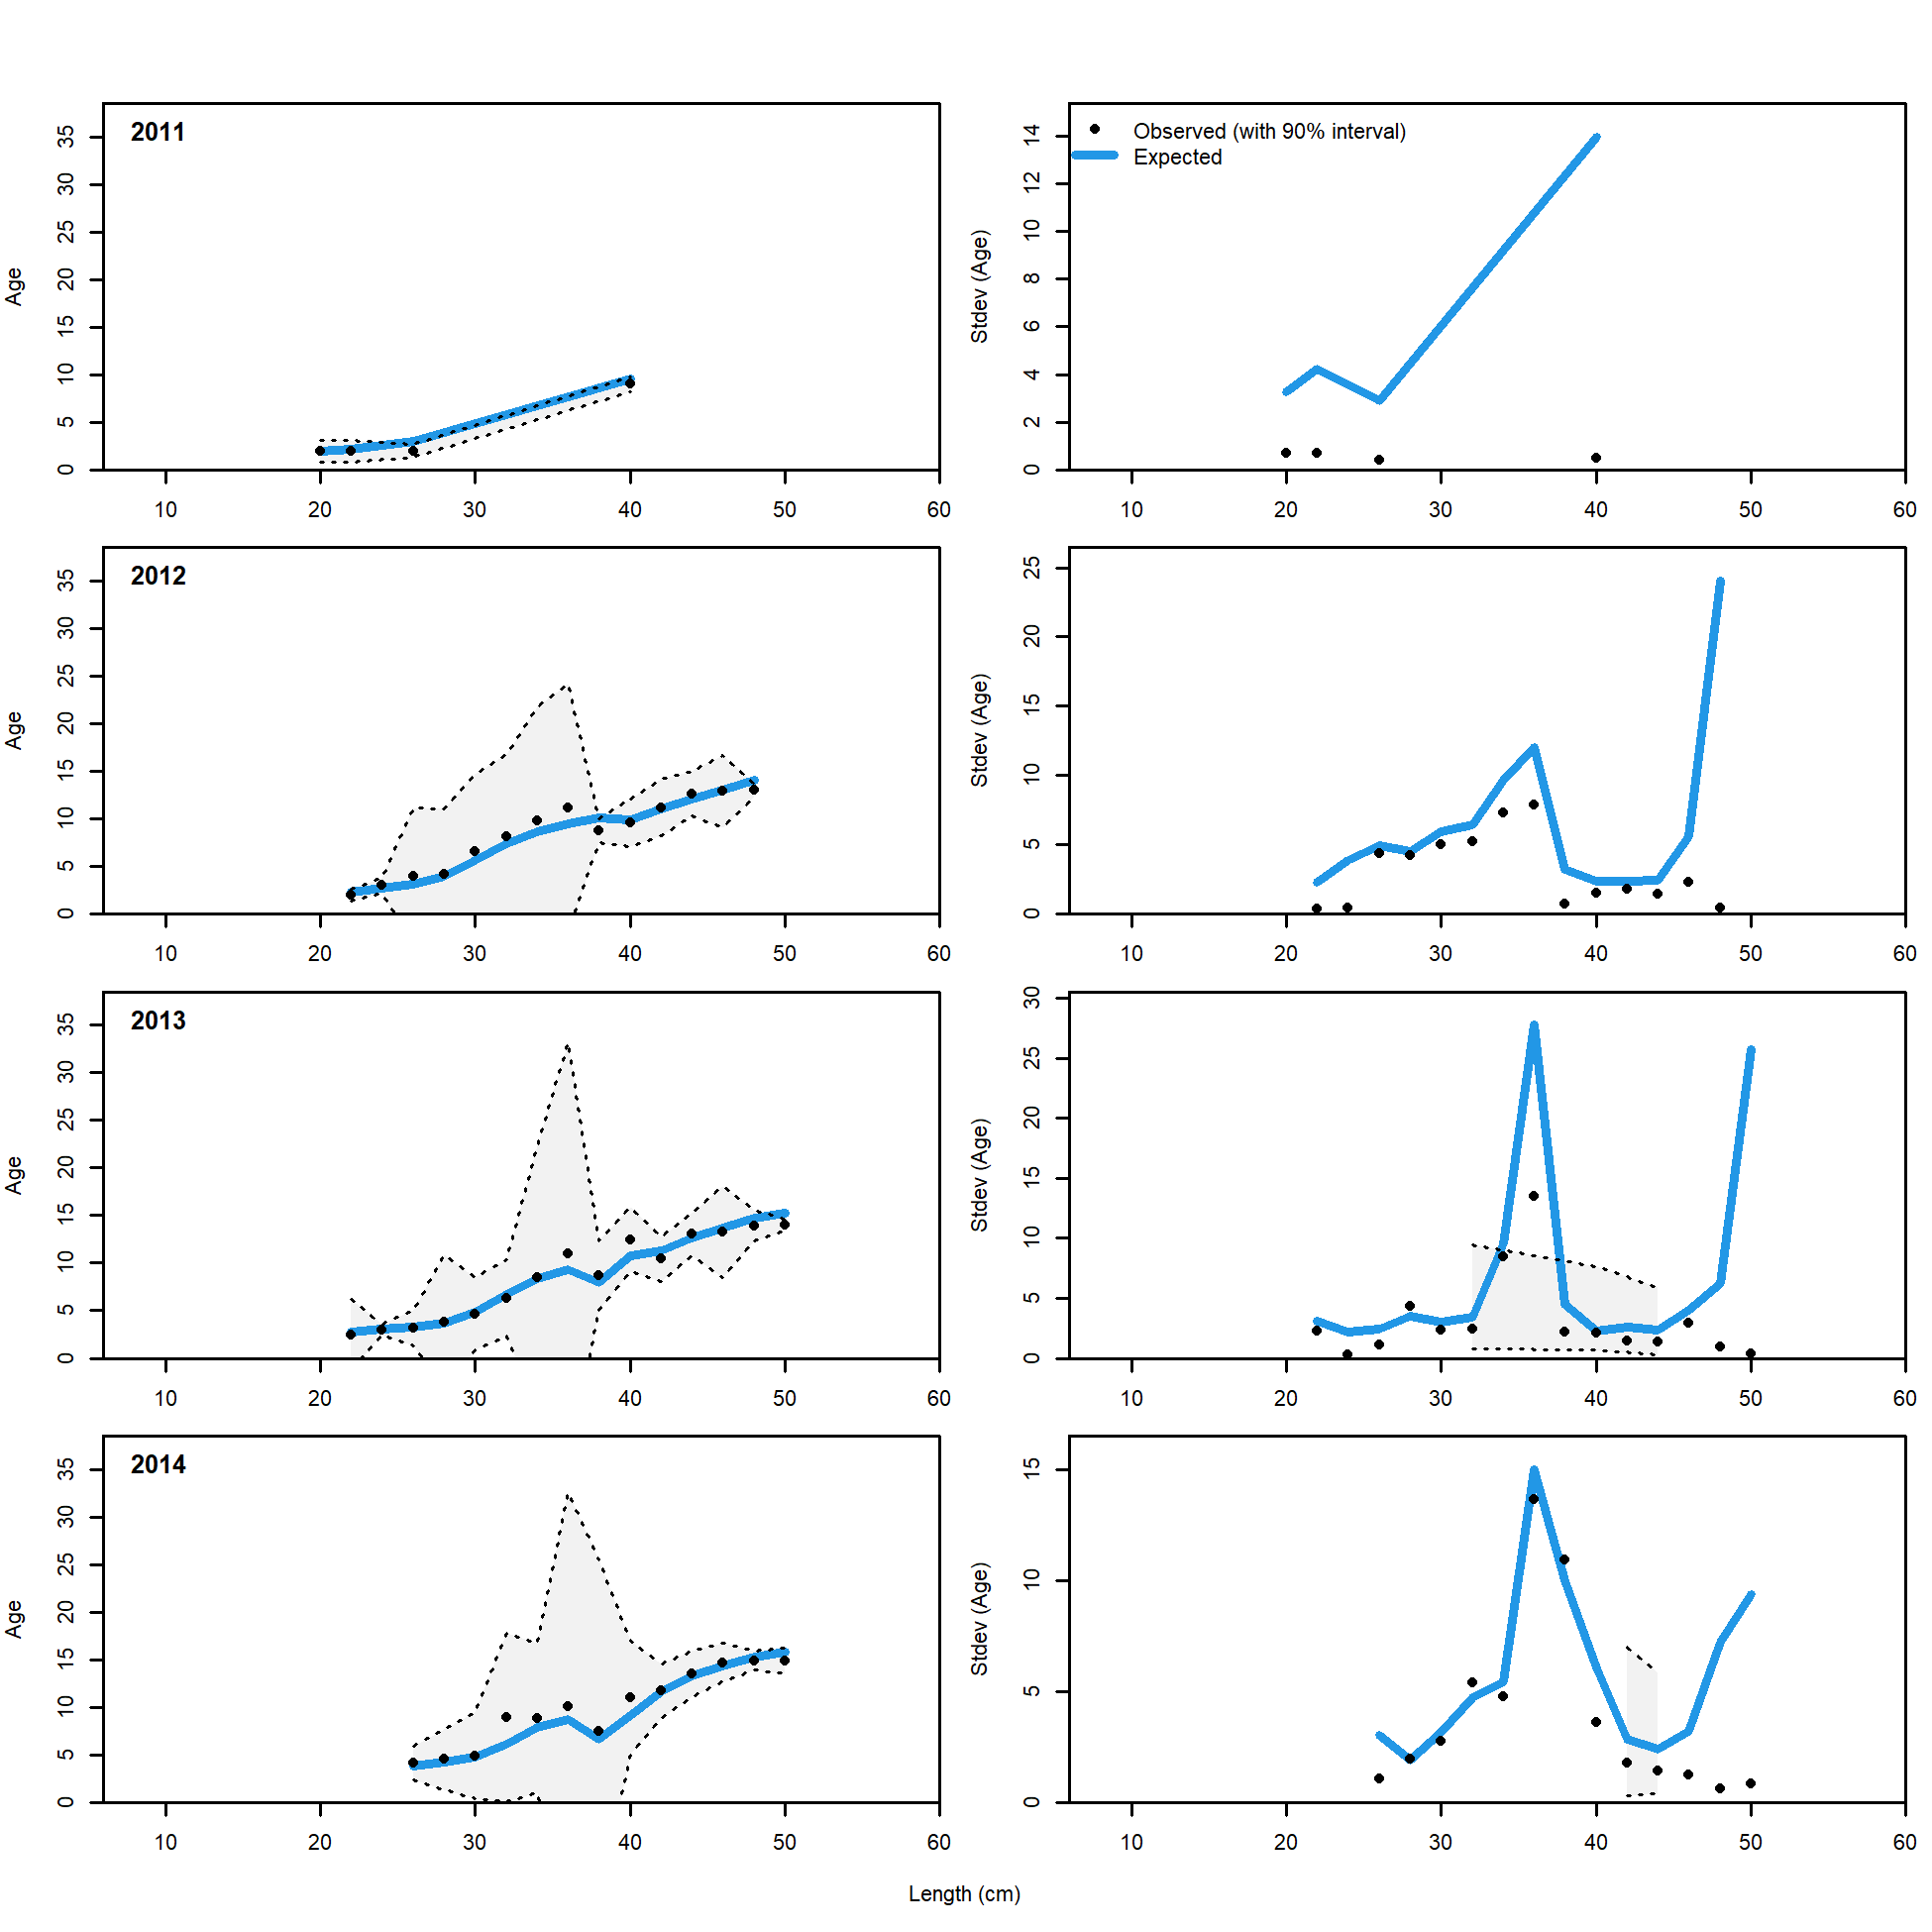 2011
Age
0 5 10 15 20 25 30 35
10 20 30 40 50 60
Observed (with 90% interval)
Expected
Stdev (Age)
0 2 4 6 8 10 12 14
10 20 30 40 50 60
2012
Age
0 5 10 15 20 25 30 35
10 20 30 40 50 60
Stdev (Age)
0 5 10 15 20 25
10 20 30 40 50 60
2013
Age
0 5 10 15 20 25 30 35
10 20 30 40 50 60
Stdev (Age)
0 5 10 15 20 25 30
10 20 30 40 50 60
2014
Age
0 5 10 15 20 25 30 35
10 20 30 40 50 60
Stdev (Age)
0 5 10 15
10 20 30 40 50 60
Length (cm)